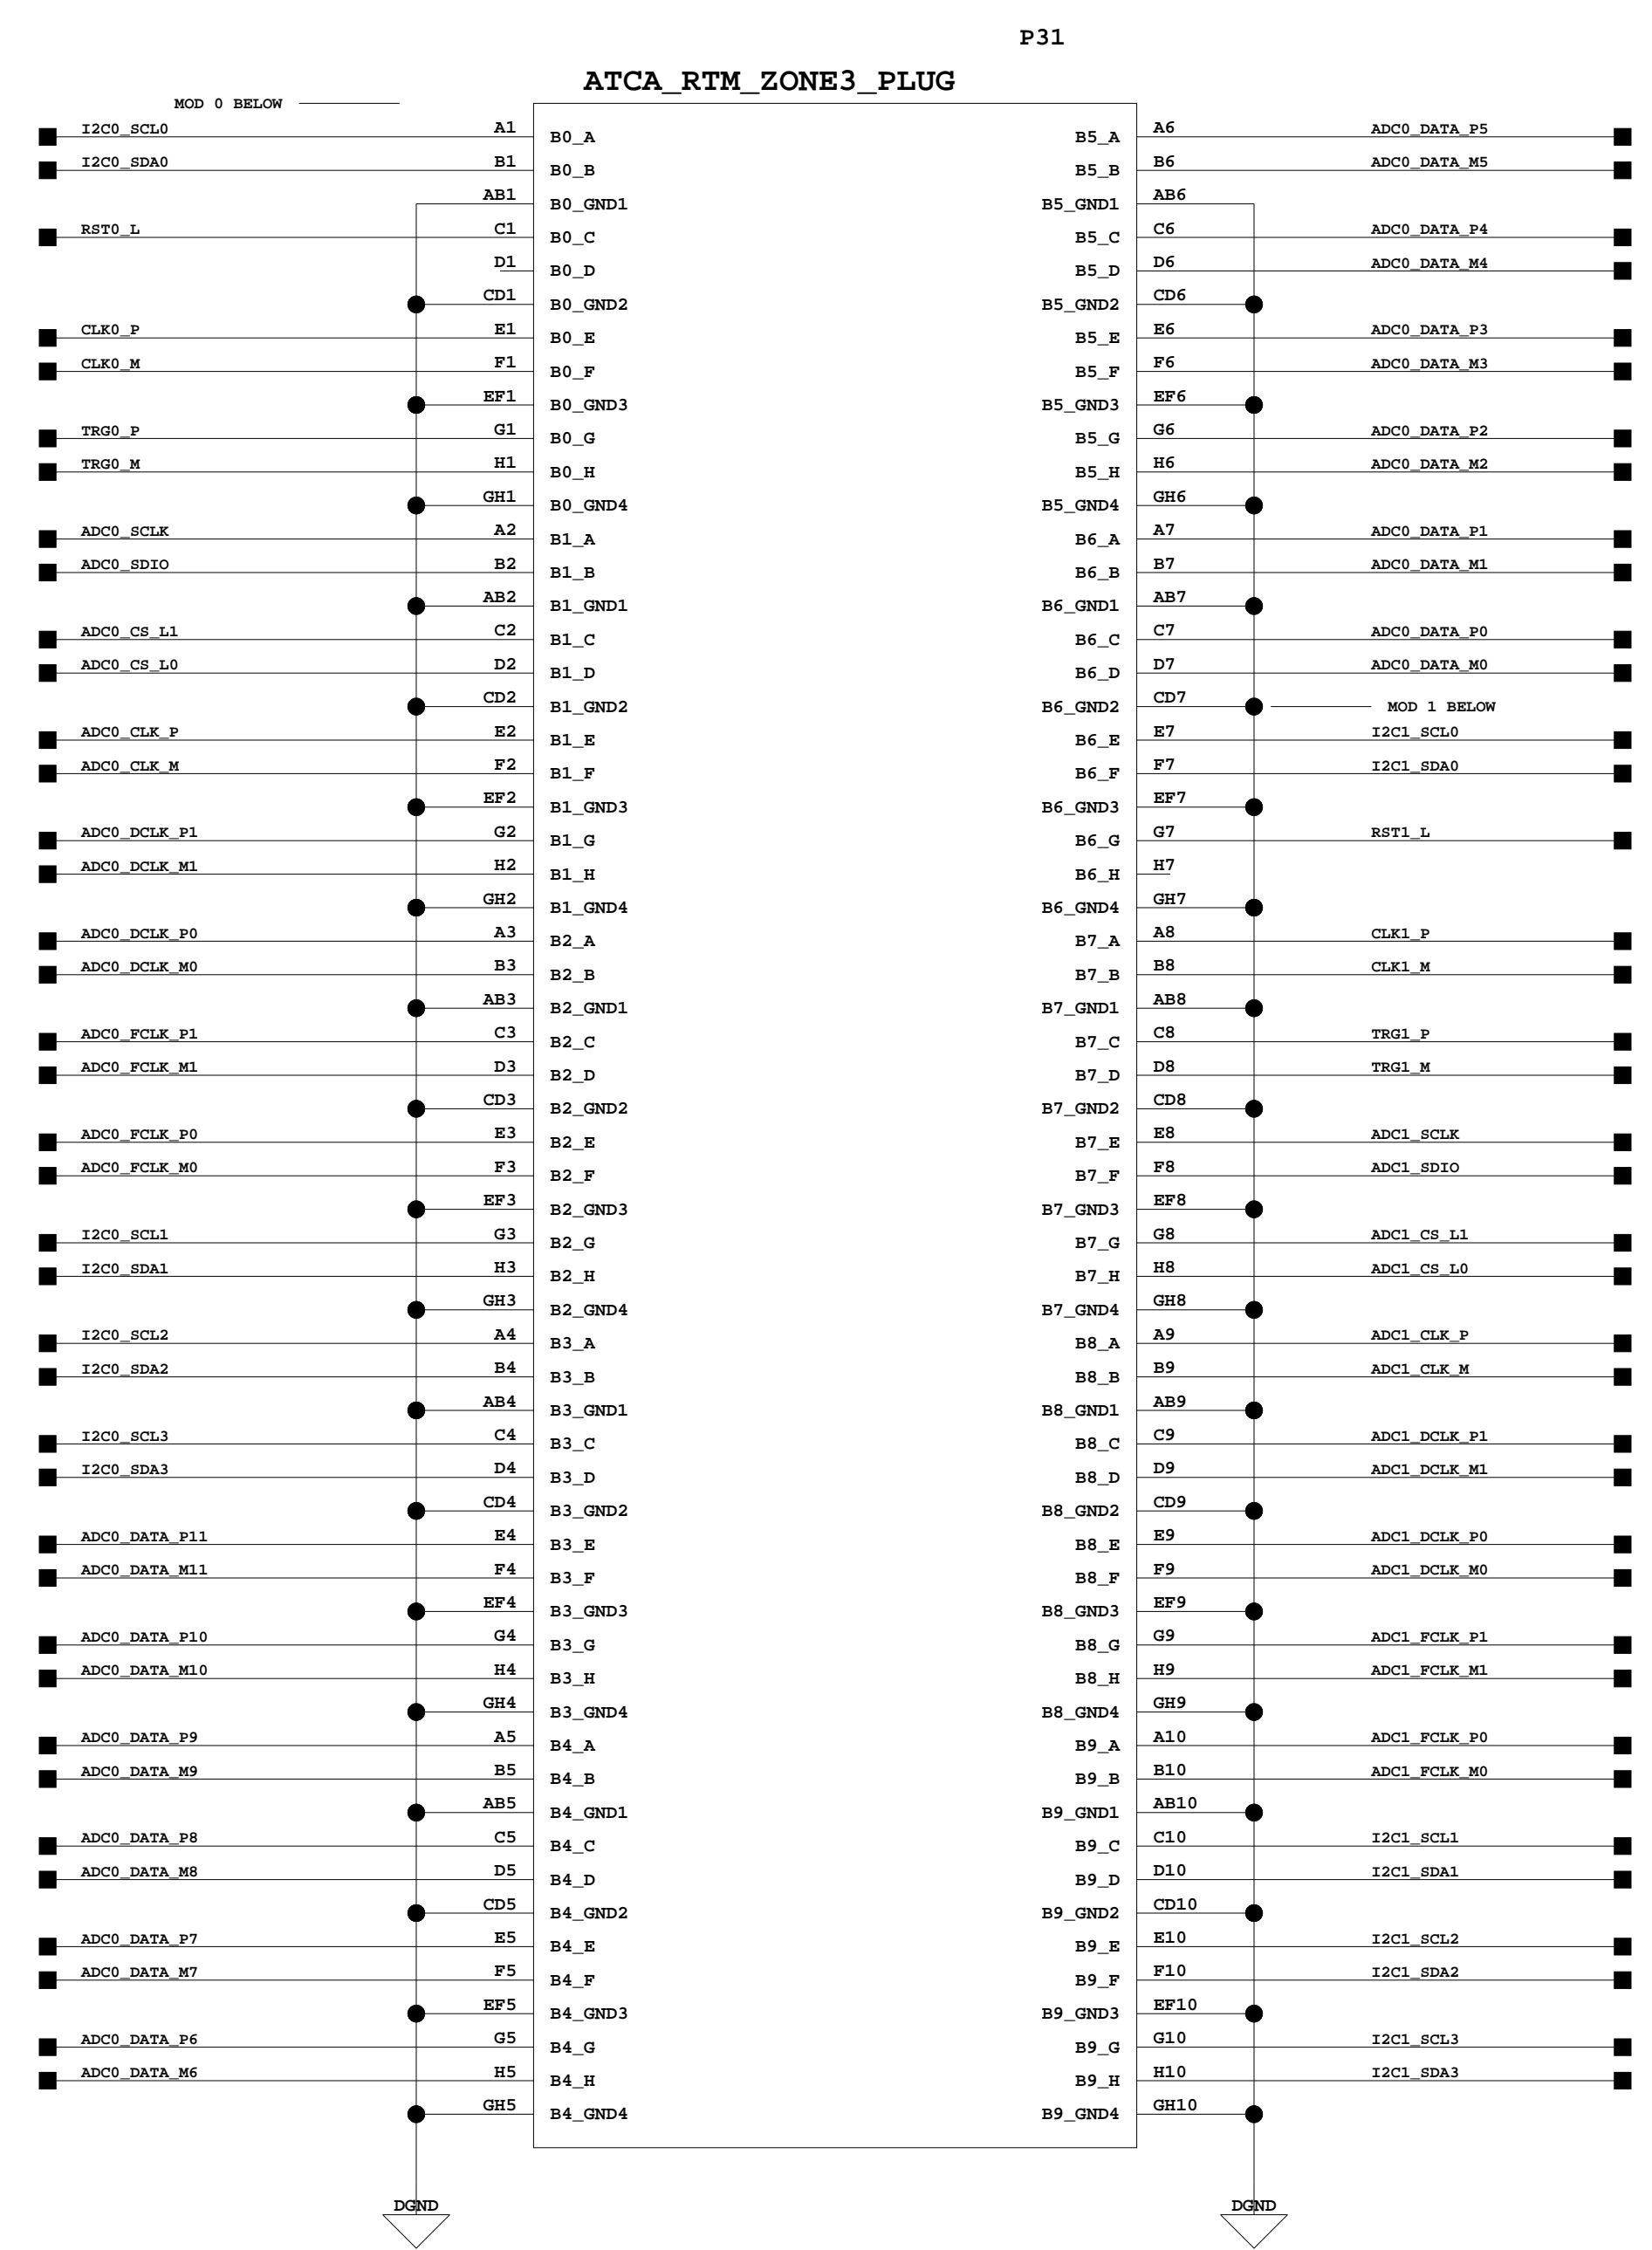 P31
ATCA_RTM_ZONE3_PLUG
MOD 0 BELOW
I2C0_SCL0 A1 B0_A B5_A A6 ADC0_DATA_P5
I2C0_SDA0 B1 B0_B B5_B B6 ADC0_DATA_M5
AB1 B0_GND1 B5_GND1 AB6
RST0_L C1 B0_C B5_C C6 ADC0_DATA_P4
D1 B0_D B5_D D6 ADC0_DATA_M4
CD1 B0_GND2 B5_GND2 CD6
CLK0_P E1 B0_E B5_E E6 ADC0_DATA_P3
CLK0_M F1 B0_F B5_F F6 ADC0_DATA_M3
EF1 B0_GND3 B5_GND3 EF6
TRG0_P G1 B0_G B5_G G6 ADC0_DATA_P2
TRG0_M H1 B0_H B5_H H6 ADC0_DATA_M2
GH1 B0_GND4 B5_GND4 GH6
ADC0_SCLK A2 B1_A B6_A A7 ADC0_DATA_P1
ADC0_SDIO B2 B1_B B6_B B7 ADC0_DATA_M1
AB2 B1_GND1 B6_GND1 AB7
ADC0_CS_L1 C2 B1_C B6_C C7 ADC0_DATA_P0
ADC0_CS_L0 D2 B1_D B6_D D7 ADC0_DATA_M0
CD2 B1_GND2 B6_GND2 CD7 MOD 1 BELOW
ADC0_CLK_P E2 B1_E B6_E E7 I2C1_SCL0
ADC0_CLK_M F2 B1_F B6_F F7 I2C1_SDA0
EF2 B1_GND3 B6_GND3 EF7
ADC0_DCLK_P1 G2 B1_G B6_G G7 RST1_L
ADC0_DCLK_M1 H2 B1_H B6_H H7
GH2 B1_GND4 B6_GND4 GH7
ADC0_DCLK_P0 A3 B2_A B7_A A8 CLK1_P
ADC0_DCLK_M0 B3 B2_B B7_B B8 CLK1_M
AB3 B2_GND1 B7_GND1 AB8
ADC0_FCLK_P1 C3 B2_C B7_C C8 TRG1_P
ADC0_FCLK_M1 D3 B2_D B7_D D8 TRG1_M
CD3 B2_GND2 B7_GND2 CD8
ADC0_FCLK_P0 E3 B2_E B7_E E8 ADC1_SCLK
ADC0_FCLK_M0 F3 B2_F B7_F F8 ADC1_SDIO
EF3 B2_GND3 B7_GND3 EF8
I2C0_SCL1 G3 B2_G B7_G G8 ADC1_CS_L1
I2C0_SDA1 H3 B2_H B7_H H8 ADC1_CS_L0
GH3 B2_GND4 B7_GND4 GH8
I2C0_SCL2 A4 B3_A B8_A A9 ADC1_CLK_P
I2C0_SDA2 B4 B3_B B8_B B9 ADC1_CLK_M
AB4 B3_GND1 B8_GND1 AB9
I2C0_SCL3 C4 B3_C B8_C C9 ADC1_DCLK_P1
I2C0_SDA3 D4 B3_D B8_D D9 ADC1_DCLK_M1
CD4 B3_GND2 B8_GND2 CD9
ADC0_DATA_P11 E4 B3_E B8_E E9 ADC1_DCLK_P0
ADC0_DATA_M11 F4 B3_F B8_F F9 ADC1_DCLK_M0
EF4 B3_GND3 B8_GND3 EF9
ADC0_DATA_P10 G4 B3_G B8_G G9 ADC1_FCLK_P1
ADC0_DATA_M10 H4 B3_H B8_H H9 ADC1_FCLK_M1
GH4 B3_GND4 B8_GND4 GH9
ADC0_DATA_P9 A5 B4_A B9_A A10 ADC1_FCLK_P0
ADC0_DATA_M9 B5 B4_B B9_B B10 ADC1_FCLK_M0
AB5 B4_GND1 B9_GND1 AB10
ADC0_DATA_P8 C5 B4_C B9_C C10 I2C1_SCL1
ADC0_DATA_M8 D5 B4_D B9_D D10 I2C1_SDA1
CD5 B4_GND2 B9_GND2 CD10
ADC0_DATA_P7 E5 B4_E B9_E E10 I2C1_SCL2
ADC0_DATA_M7 F5 B4_F B9_F F10 I2C1_SDA2
EF5 B4_GND3 B9_GND3 EF10
ADC0_DATA_P6 G5 B4_G B9_G G10 I2C1_SCL3
ADC0_DATA_M6 H5 B4_H B9_H H10 I2C1_SDA3
GH5 B4_GND4 B9_GND4 GH10
DGND DGND